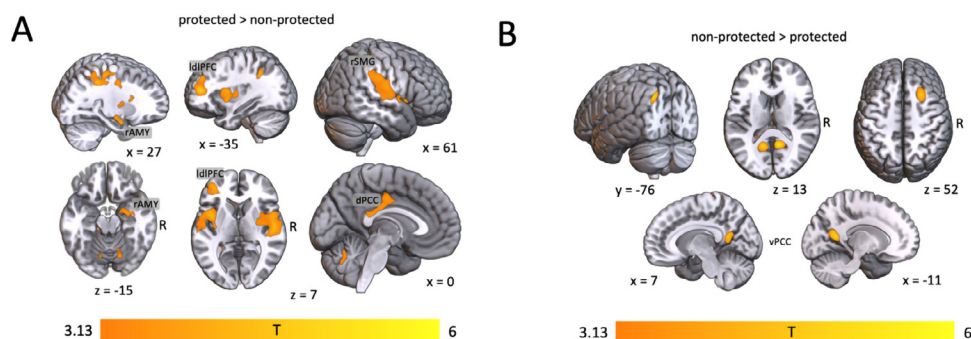 A
protected > non-protected
ldlPFC
rSMG
rAMY
x = 27
x = -35
x = 61
ldlPFC
rAMY
R
R
dPCC
z = -15
z = 7
x = 0
3.13
T
6
B
non-protected > protected
R
R
y = -76
z = 13
z = 52
vPCC
x = 7
x = -11
3.13
T
6